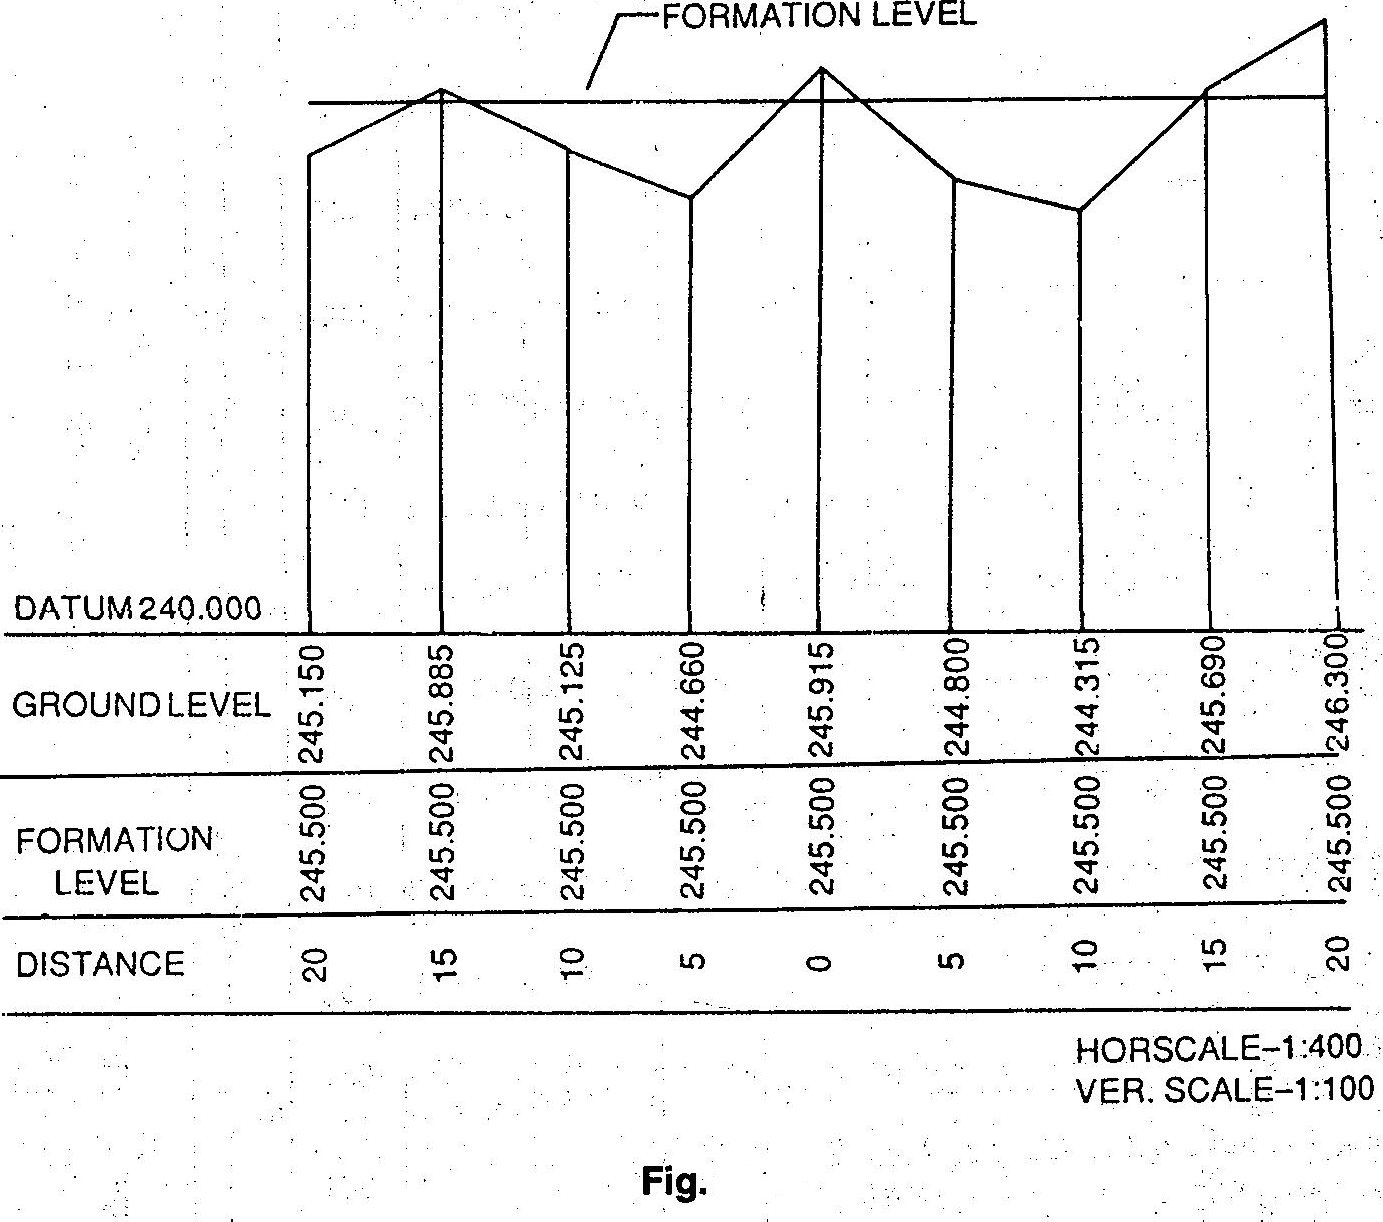 FORMATION LEVEL
DATUM 240.000
GROUND LEVEL 245.150 245.885 245.125 244.660 245.915 244.800 244.315 245.690 246.300
FORMATION
LEVEL 245.500 245.500 245.500 245.500 245.500 245.500 245.500 245.500 245.500
DISTANCE 20 15 10 5 0 5 10 15 20
HORSCALE–1:400
VER. SCALE–1:100
Fig.